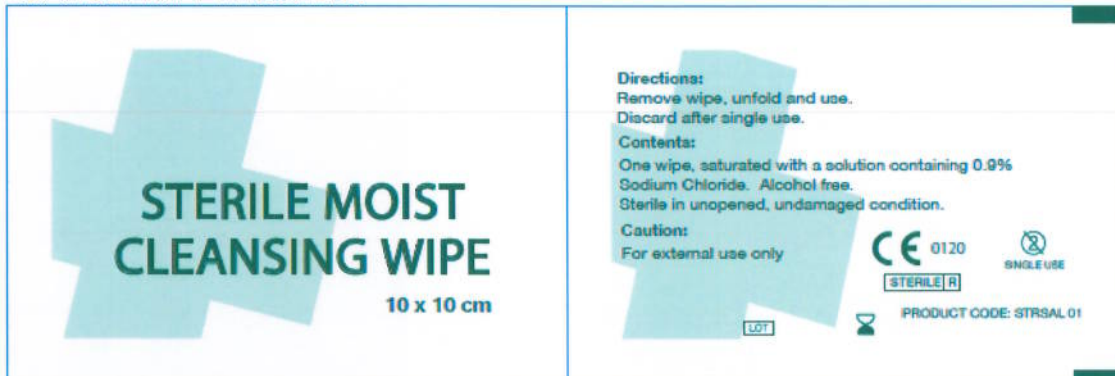 STERILE MOIST
CLEANSING WIPE
10 x 10 cm
Directions:
Remove wipe, unfold and use.
Discard after single use.
Contents:
One wipe, saturated with a solution containing 0.9%
Sodium Chloride. Alcohol free.
Sterile in unopened, undamaged condition.
Caution:
For external use only
CE 0120
2
SINGLE USE
STERILE R
LOT
PRODUCT CODE: STRSAL 01